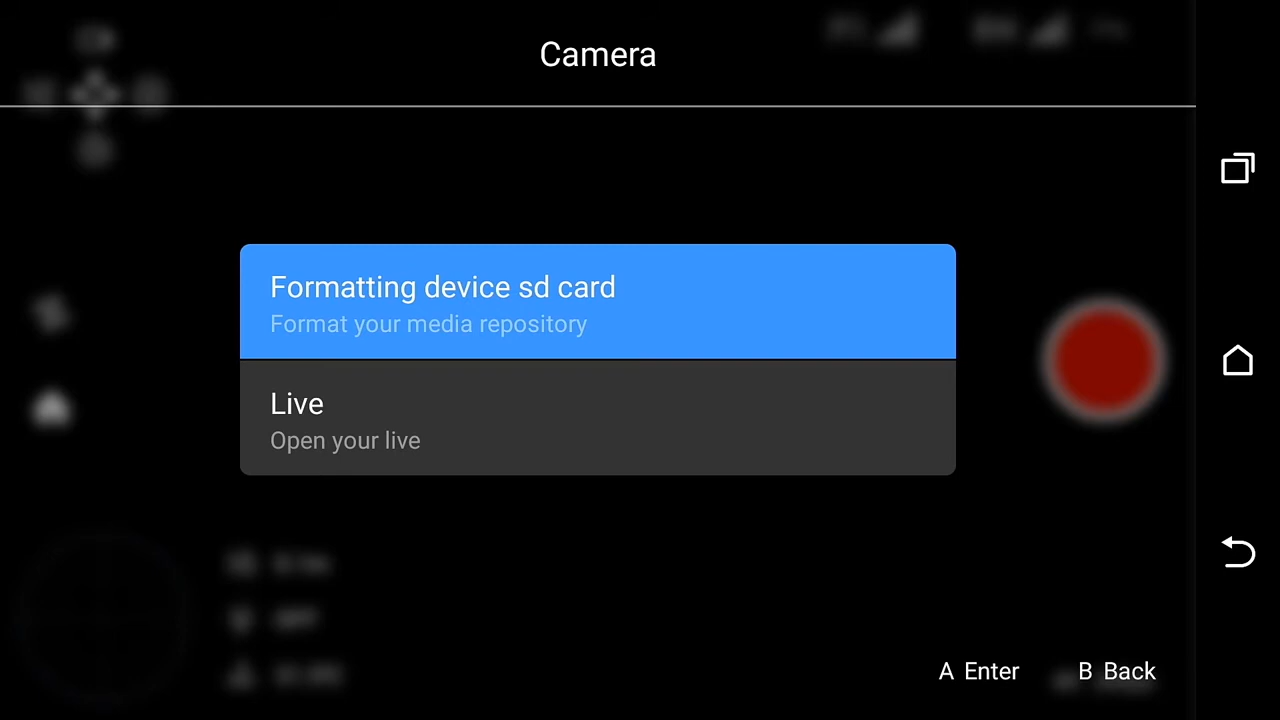 Camera
Formatting device sd card
Format your media repository
Live
Open your live
A Enter
B Back